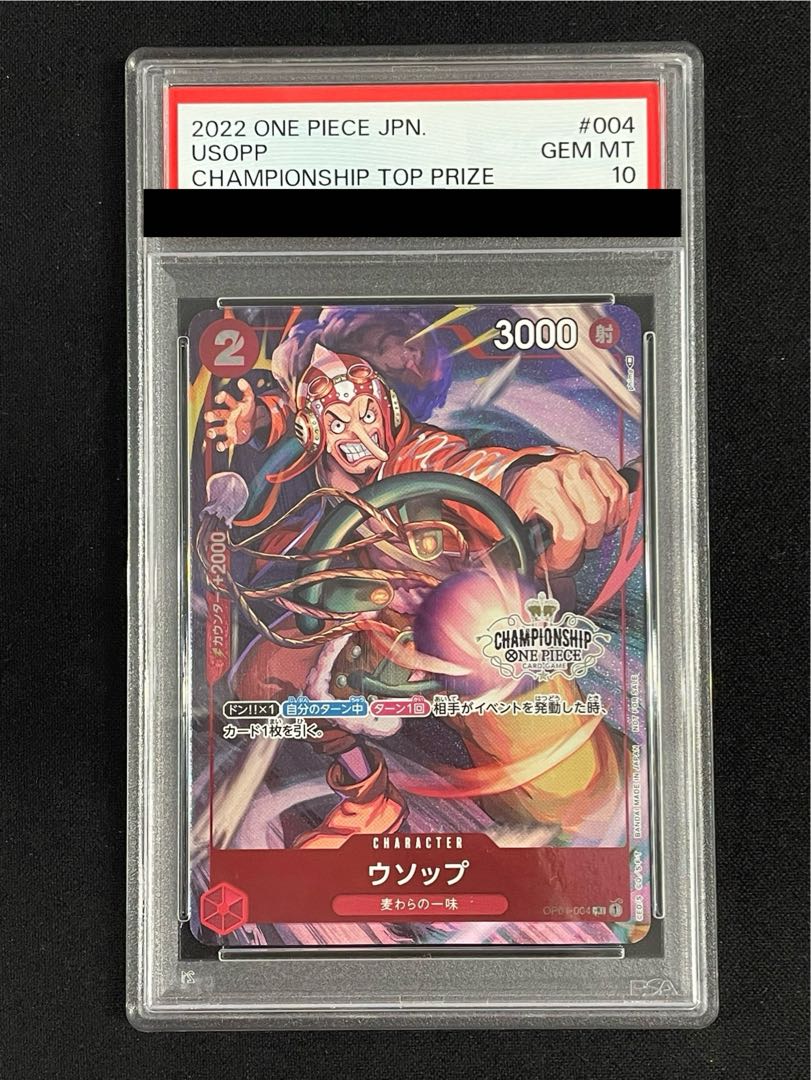 2022 ONE PIECE JPN. #004
USOPP GEM MT
CHAMPIONSHIP TOP PRIZE 10
2 3000 射
カウンター+2000
CHAMPIONSHIP
ONE PIECE
CARD GAME
ドン!!×1 自分のターン中 ターン1回 相手がイベントを発動した時、
カード1枚を引く。
BANDAI MADE IN JAPAN NOT FOR SALE
CHARACTER
ウソップ
麦わらの一味
OP01-004 R 1
PSA